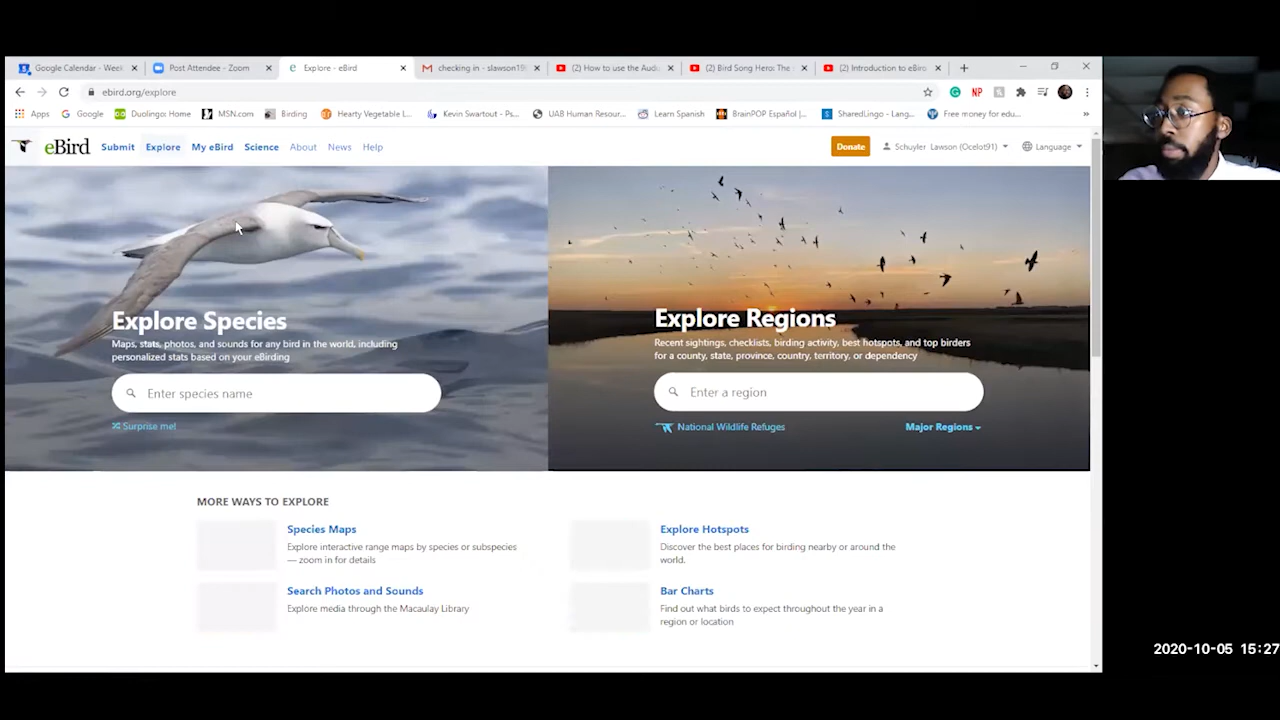 Google Calendar - Week
Post Attendee - Zoom
Explore - eBird
checking in - slawson19
(2) How to use the Aud
(2) Bird Song Hero: The
(2) Introduction to eBir
ebird.org/explore
NP
Apps
Google
Duolingo: Home
MSN.com
Birding
Hearty Vegetable L...
Kevin Swartout - Ps...
UAB Human Resour...
Learn Spanish
BrainPOP Español |...
SharedLingo - Lang...
Free money for edu...
»
eBird
Submit
Explore
My eBird
Science
About
News
Help
Donate
Schuyler Lawson (Ocelot91)
Language
Explore Species
Maps, stats, photos, and sounds for any bird in the world, including
personalized stats based on your eBirding
Enter species name
Surprise me!
Explore Regions
Recent sightings, checklists, birding activity, best hotspots, and top birders
for a county, state, province, country, territory, or dependency
Enter a region
National Wildlife Refuges
Major Regions
MORE WAYS TO EXPLORE
Species Maps
Explore interactive range maps by species or subspecies
— zoom in for details
Explore Hotspots
Discover the best places for birding nearby or around the
world.
Search Photos and Sounds
Explore media through the Macaulay Library
Bar Charts
Find out what birds to expect throughout the year in a
region or location
2020-10-05 15:27